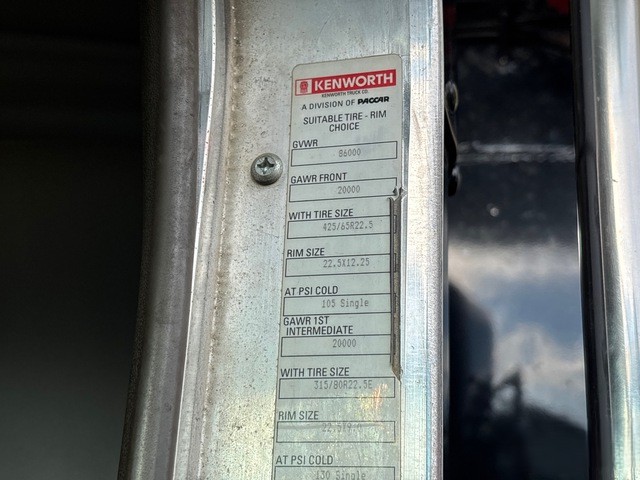 KENWORTH
KENWORTH TRUCK CO.
A DIVISION OF PACCAR
SUITABLE TIRE - RIM
CHOICE
GVWR
86000
GAWR FRONT
20000
WITH TIRE SIZE
425/65R22.5
RIM SIZE
22.5X12.25
AT PSI COLD
105 Single
GAWR 1ST
INTERMEDIATE
20000
WITH TIRE SIZE
315/80R22.5E
RIM SIZE
AT PSI COLD
130 Single